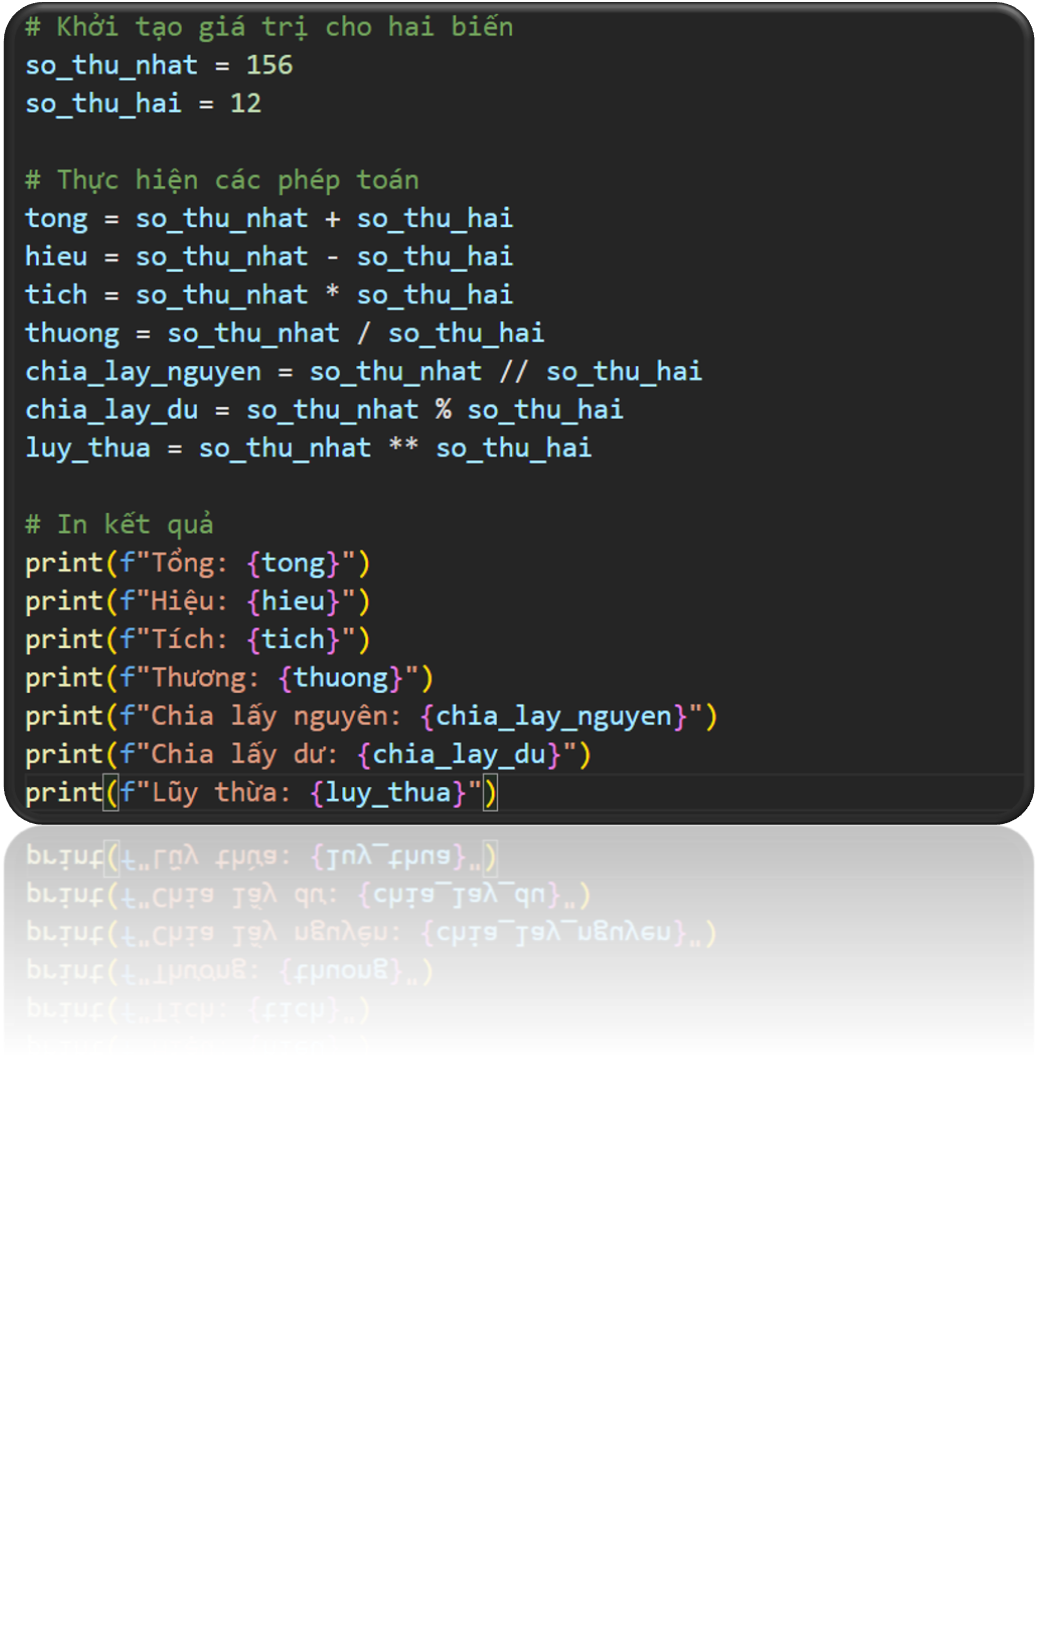 # Khởi tạo giá trị cho hai biến
so_thu_nhat = 156
so_thu_hai = 12
# Thực hiện các phép toán
tong = so_thu_nhat + so_thu_hai
hieu = so_thu_nhat - so_thu_hai
tich = so_thu_nhat * so_thu_hai
thuong = so_thu_nhat / so_thu_hai
chia_lay_nguyen = so_thu_nhat // so_thu_hai
chia_lay_du = so_thu_nhat % so_thu_hai
luy_thua = so_thu_nhat ** so_thu_hai
# In kết quả
print(f"Tổng: {tong}")
print(f"Hiệu: {hieu}")
print(f"Tích: {tich}")
print(f"Thương: {thuong}")
print(f"Chia lấy nguyên: {chia_lay_nguyen}")
print(f"Chia lấy dư: {chia_lay_du}")
print(f"Lũy thừa: {luy_thua}")